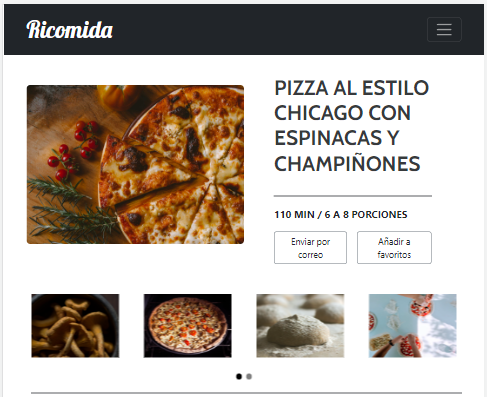 Ricomida
PIZZA AL ESTILO
CHICAGO CON
ESPINACAS Y
CHAMPIÑONES
110 MIN / 6 A 8 PORCIONES
Enviar por
correo
Añadir a
favoritos